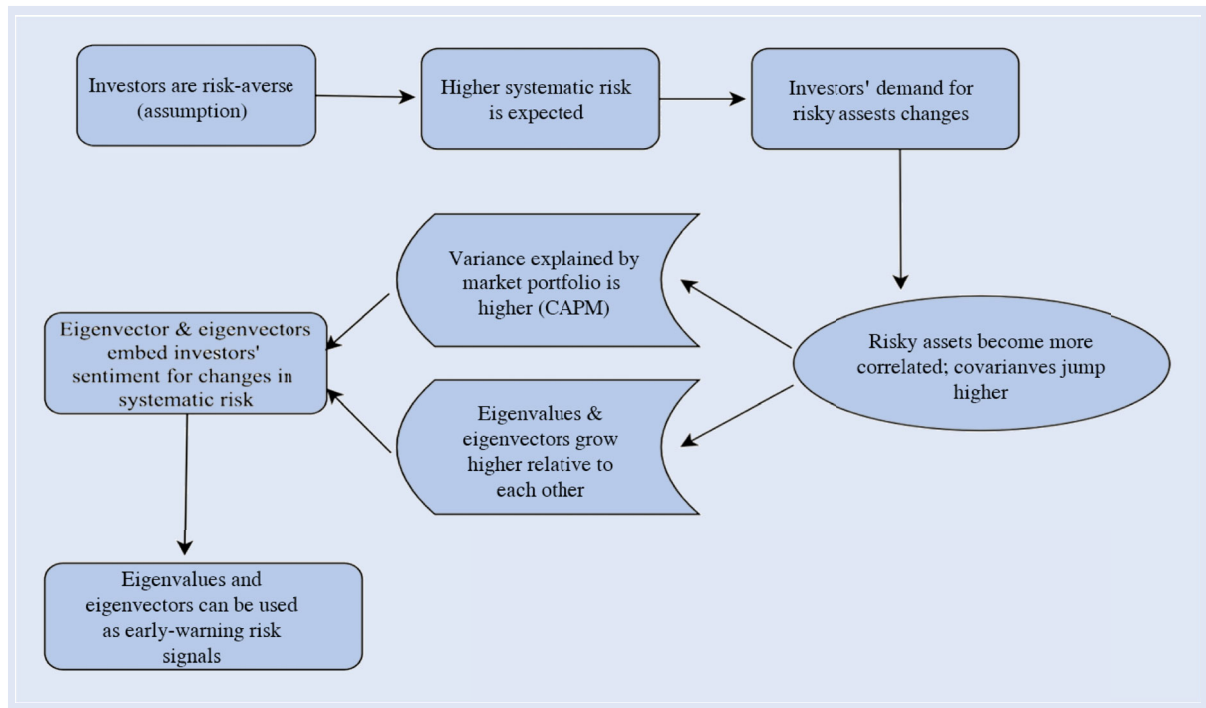 Investors are risk-averse
(assumption)
Higher systematic risk
is expected
Investors' demand for
risky assests changes
Risky assets become more
correlated; covarianves jump
higher
Variance explained by
market portfolio is
higher (CAPM)
Eigenvalues &
eigenvectors grow
higher relative to
each other
Eigenvector & eigenvectors
embed investors'
sentiment for changes in
systematic risk
Eigenvalues and
eigenvectors can be used
as early-warning risk
signals